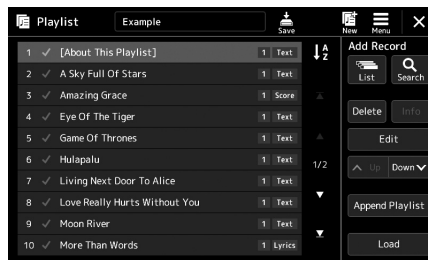 Playlist Example Save New Menu
Add Record
1 [About This Playlist] 1 Text
2 A Sky Full Of Stars 1 Text
3 Amazing Grace 1 Score
4 Eye Of The Tiger 1 Text
5 Game Of Thrones 1 Text
6 Hulapalu 1 Text
7 Living Next Door To Alice 1 Text
8 Love Really Hurts Without You 1 Text
9 Moon River 1 Text
10 More Than Words 1 Lyrics
A
Z
1/2
List Search
Delete Info
Edit
Up Down
Append Playlist
Load